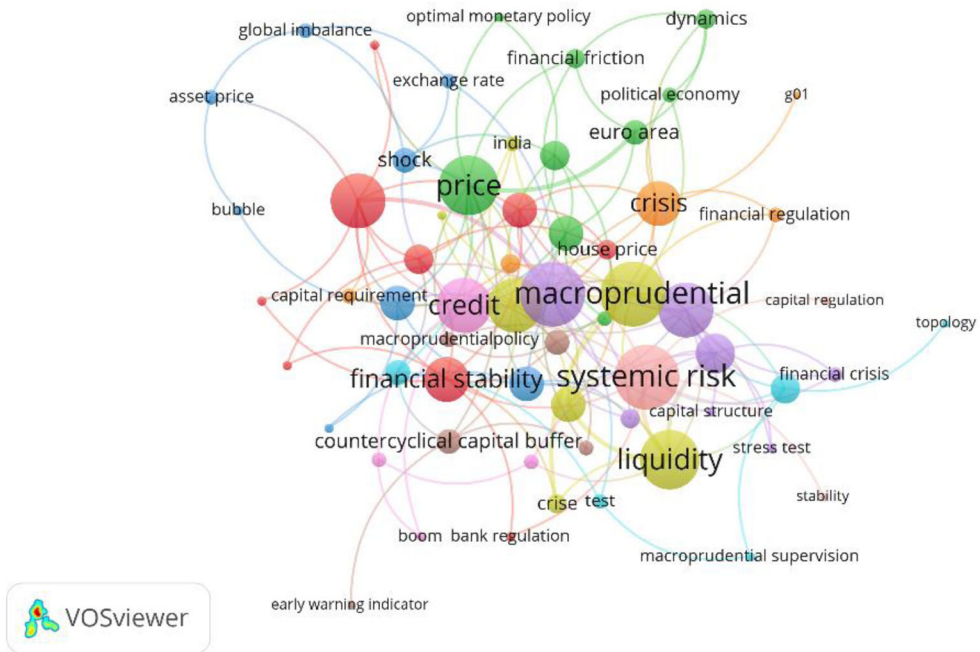 optimal monetary policy
dynamics
global imbalance
financial friction
exchange rate
asset price
political economy
g01
euro area
india
shock
price
crisis
bubble
financial regulation
house price
macroprudential
capital requirement
credit
capital regulation
topology
macroprudentialpolicy
financial stability
systemic risk
financial crisis
capital structure
countercyclical capital buffer
stress test
liquidity
stability
crise
test
boom
bank regulation
macroprudential supervision
early warning indicator
VOSviewer